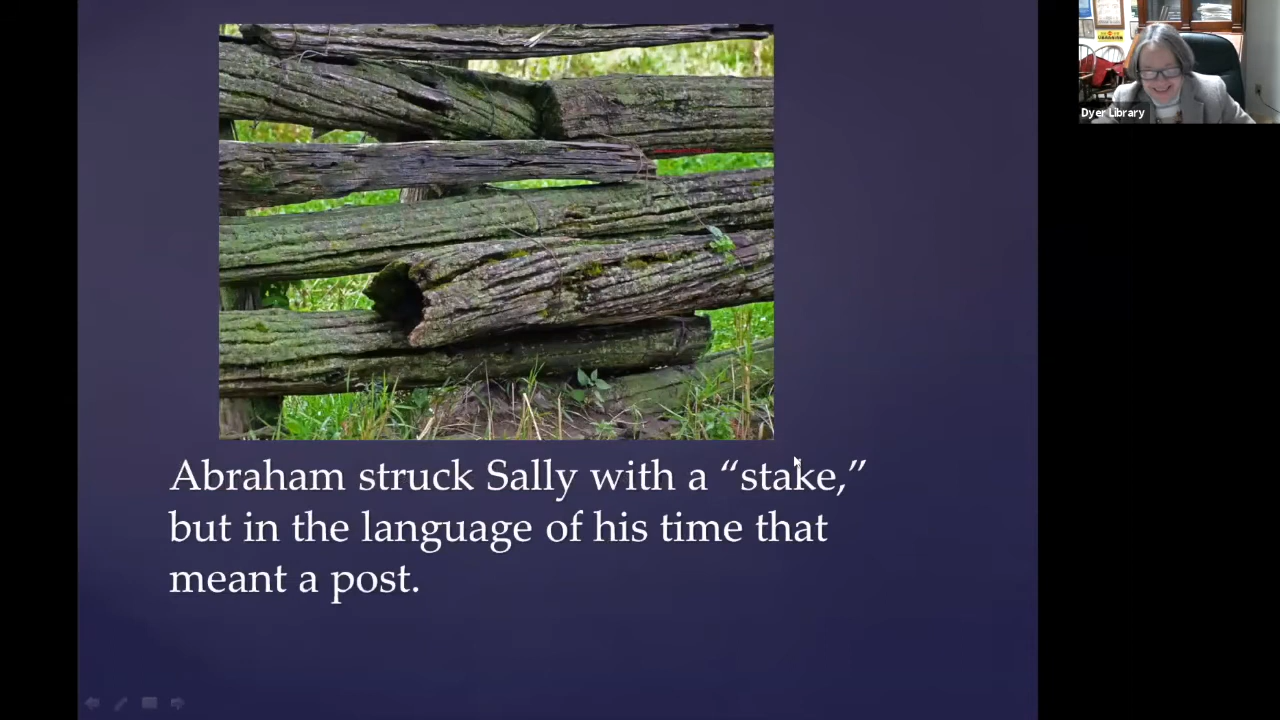 Abraham struck Sally with a “stake,”
but in the language of his time that
meant a post.
Dyer Library